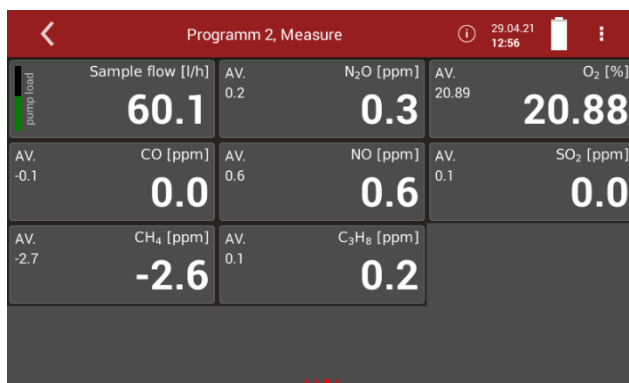 Programm 2, Measure
29.04.21
12:56
pump load
Sample flow [l/h]
60.1
AV.
0.2
N₂O [ppm]
0.3
AV.
20.89
O₂ [%]
20.88
AV.
-0.1
CO [ppm]
0.0
AV.
0.6
NO [ppm]
0.6
AV.
0.1
SO₂ [ppm]
0.0
AV.
-2.7
CH₄ [ppm]
-2.6
AV.
0.1
C₃H₈ [ppm]
0.2